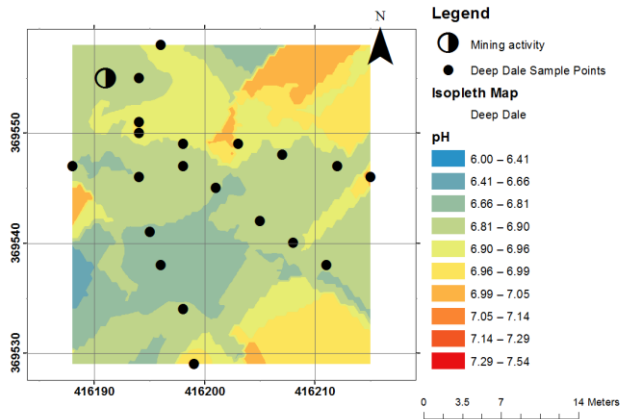 N
369550
369540
369530
416190
416200
416210
Legend
Mining activity
Deep Dale Sample Points
Isopleth Map
Deep Dale
pH
6.00 – 6.41
6.41 – 6.66
6.66 – 6.81
6.81 – 6.90
6.90 – 6.96
6.96 – 6.99
6.99 – 7.05
7.05 – 7.14
7.14 – 7.29
7.29 – 7.54
0 3.5 7 14 Meters